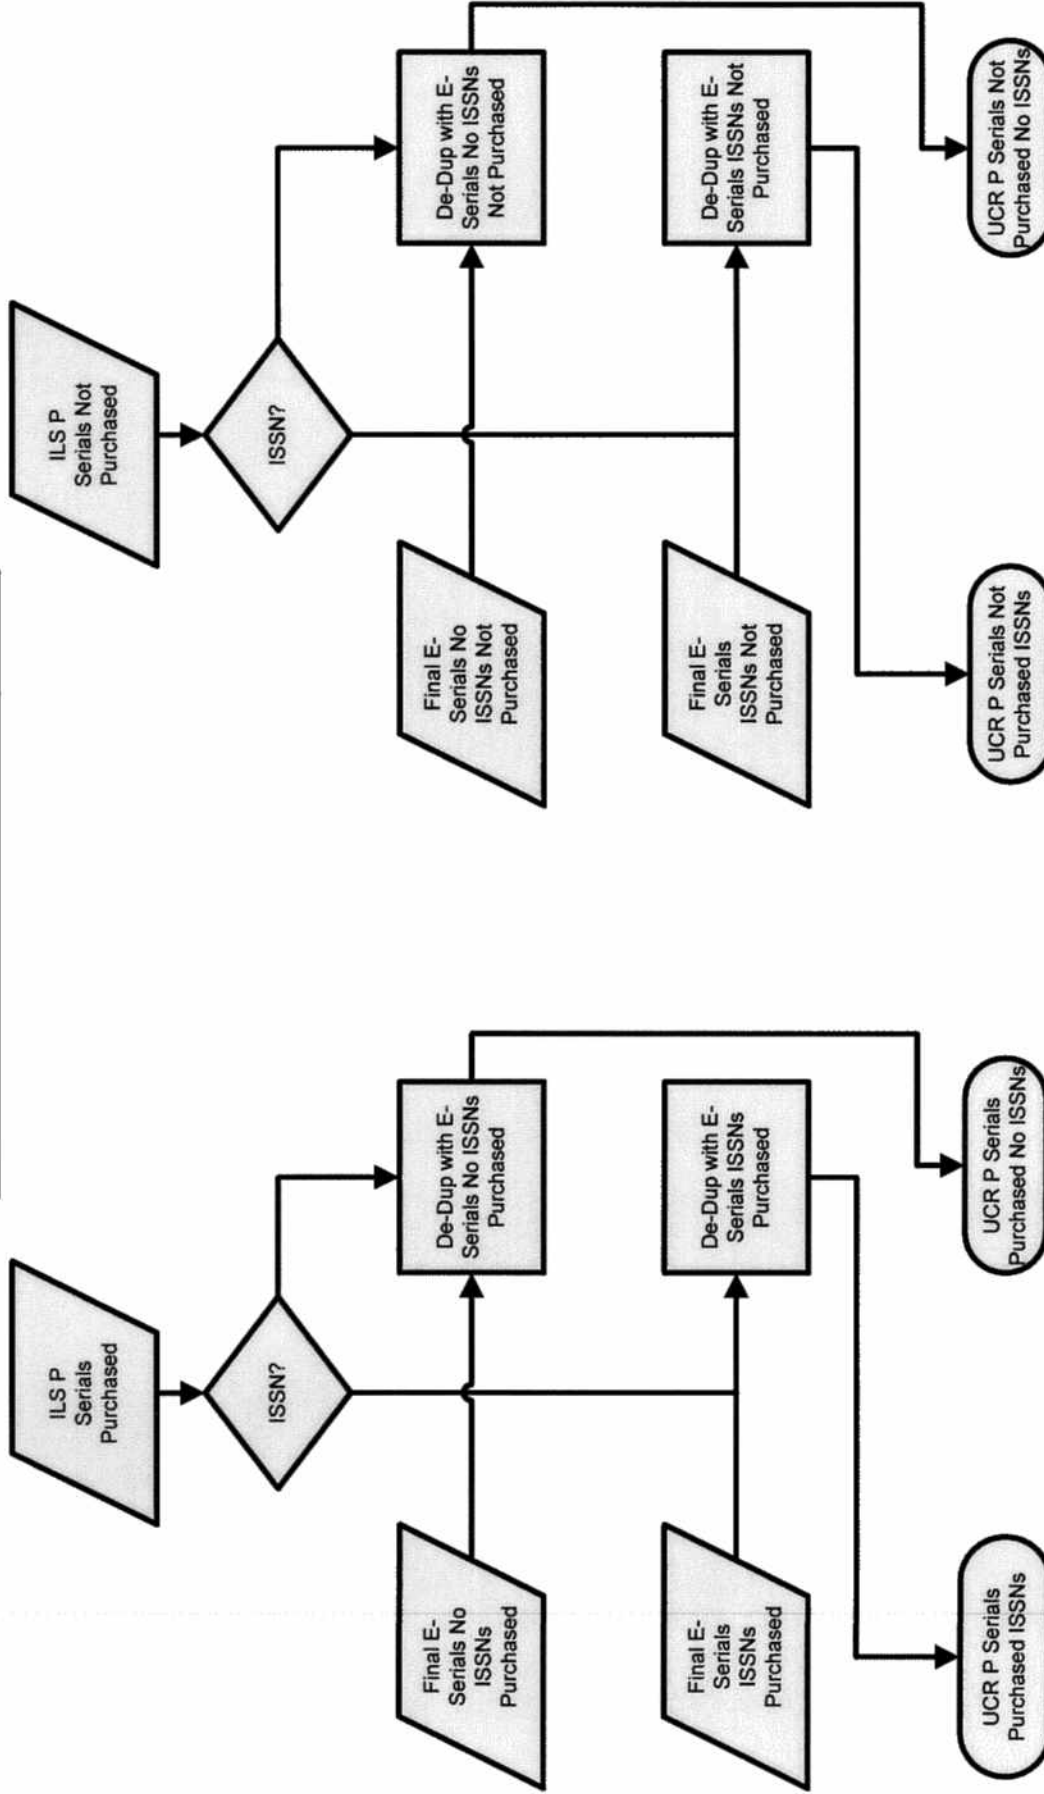 ILS P
Serials
Purchased
ISSN?
Final E-
Serials No
ISSNs
Purchased
De-Dup with E-
Serials No ISSNs
Purchased
Final E-
Serials
ISSNs
Purchased
De-Dup with E-
Serials ISSNs
Purchased
UCR P Serials
Purchased ISSNs
UCR P Serials
Purchased No ISSNs
ILS P
Serials Not
Purchased
ISSN?
Final E-
Serials No
ISSNs Not
Purchased
De-Dup with E-
Serials No ISSNs
Not Purchased
Final E-
Serials
ISSNs Not
Purchased
De-Dup with E-
Serials ISSNs Not
Purchased
UCR P Serials Not
Purchased ISSNs
UCR P Serials Not
Purchased No ISSNs